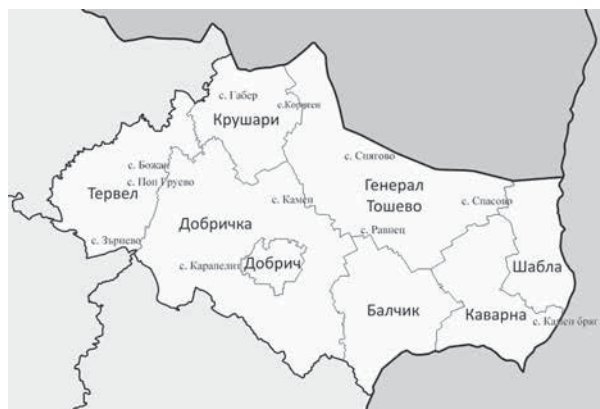 с. Габер
с.Коритен
Крушари
с. Снягово
с. Божан
с. Поп Груево
Тервел
Генерал
Тошево
с. Камен
с. Спасово
Добричка
с. Равнец
с. Зърнево
с. Карапелит
Добрич
Шабла
Балчик
Каварна
с. Камен бряг